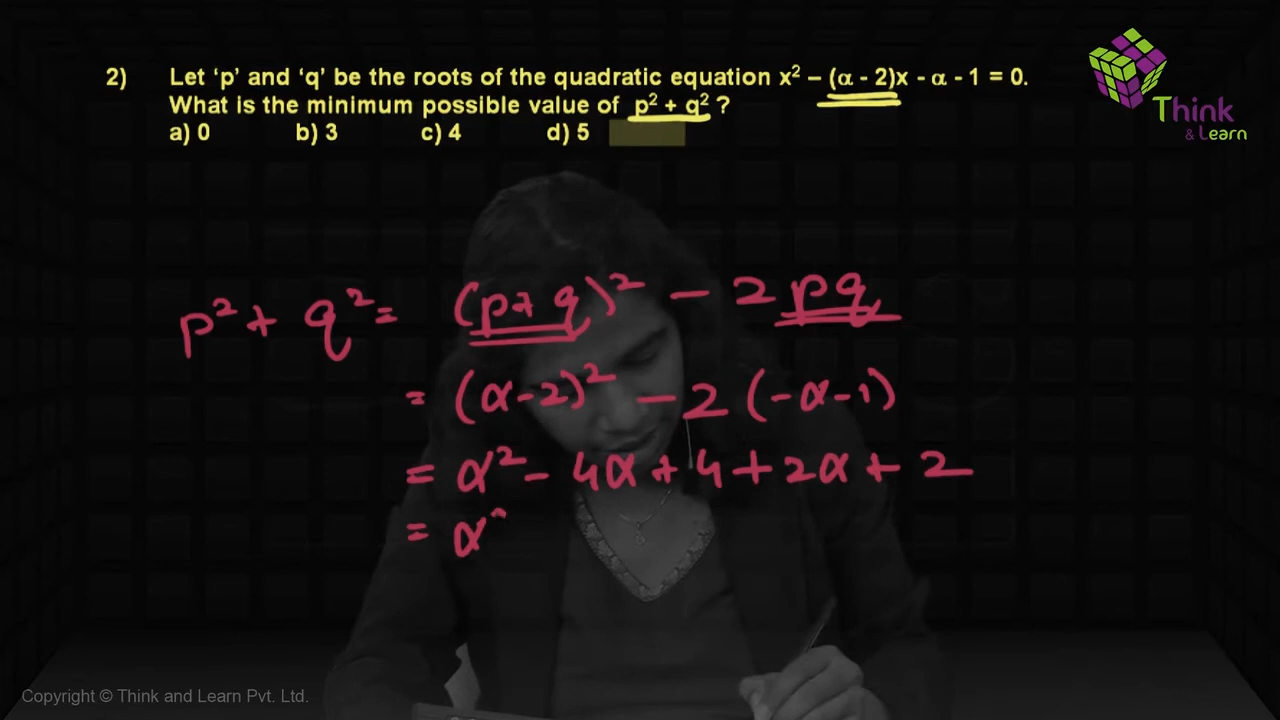 2) Let ‘p’ and ‘q’ be the roots of the quadratic equation x² – (α - 2)x - α - 1 = 0.
What is the minimum possible value of p² + q² ?
a) 0 b) 3 c) 4 d) 5
Think
& Learn
p² + q² = (p+q)² - 2pq
= (α-2)² - 2(-α-1)
= α² - 4α + 4 + 2α + 2
= α
Copyright © Think and Learn Pvt. Ltd.